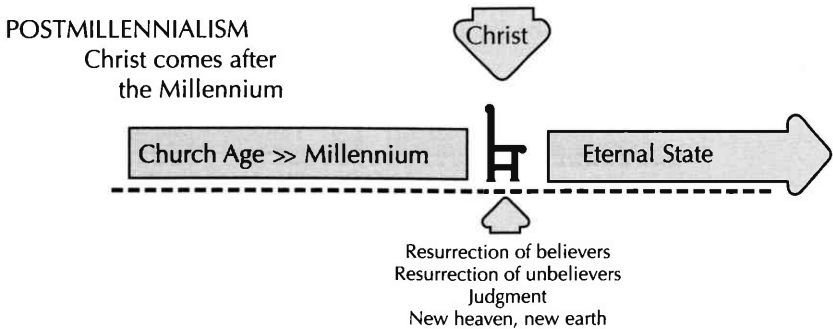 POSTMILLENNIALISM
Christ comes after
the Millennium
Christ
Church Age >> Millennium
Eternal State
Resurrection of believers
Resurrection of unbelievers
Judgment
New heaven, new earth